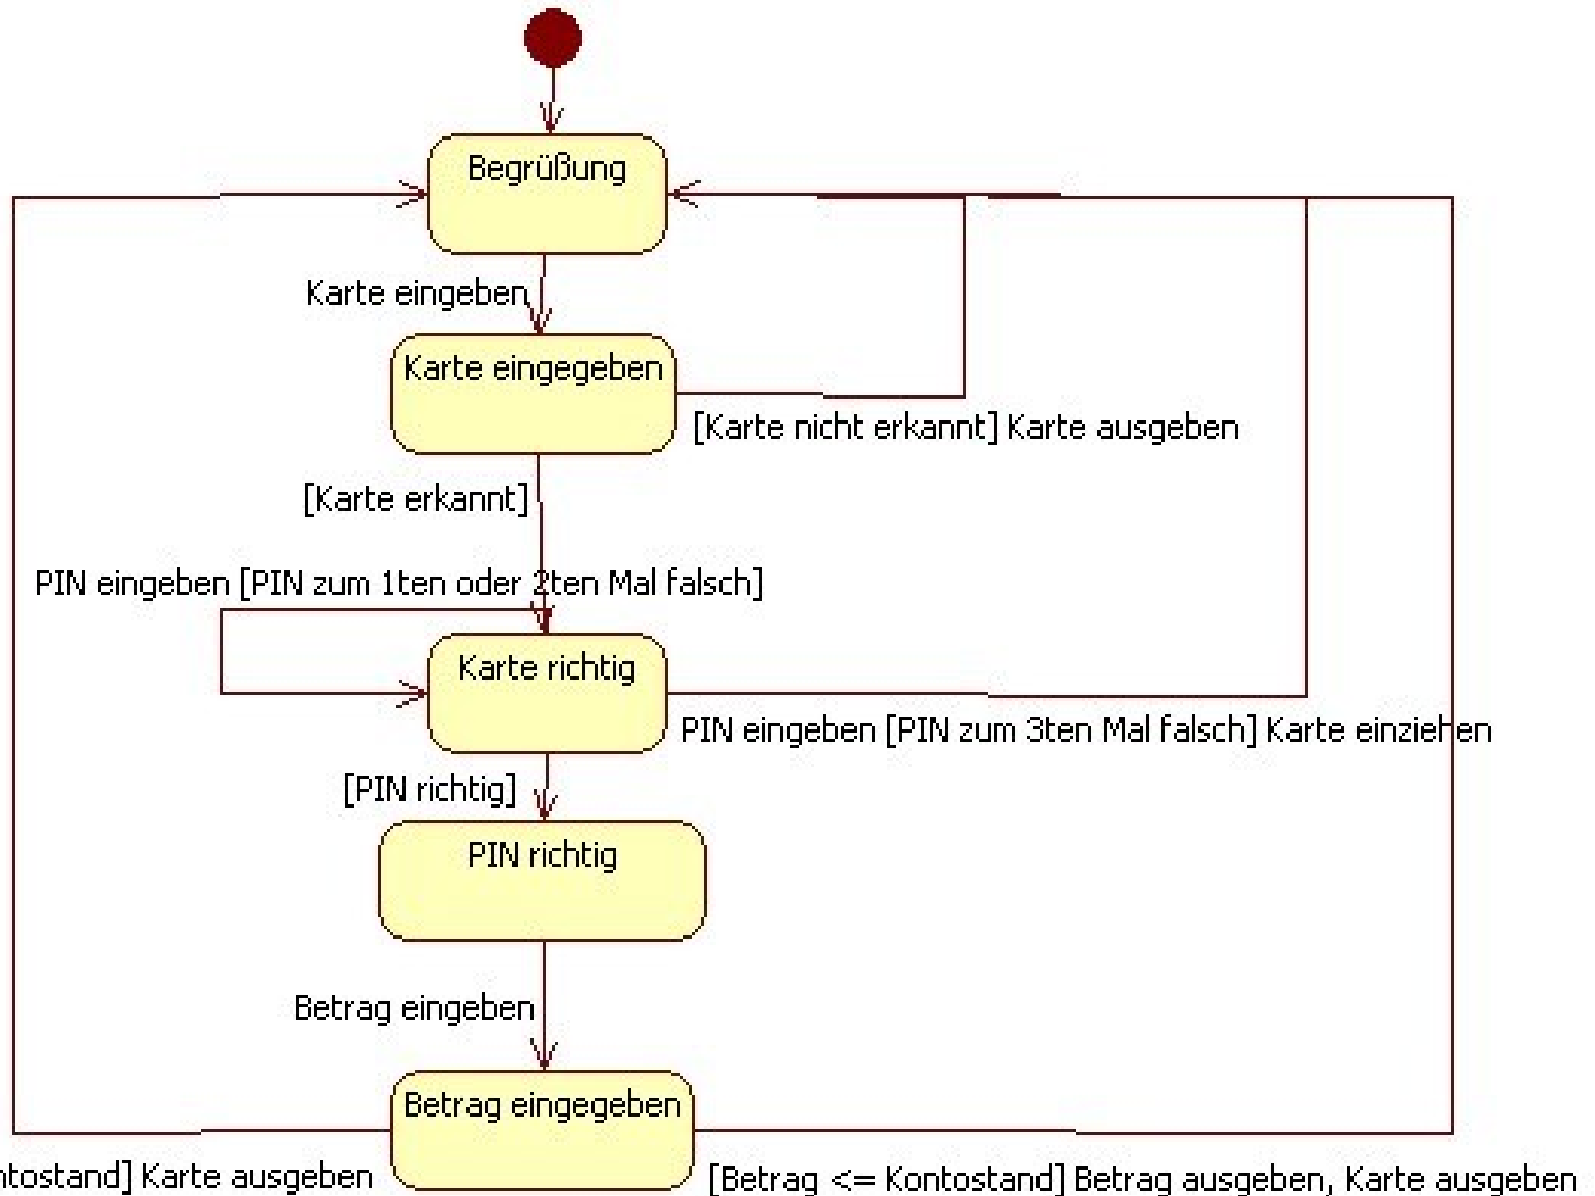 Begrüßung
Karte eingeben
Karte eingegeben
[Karte nicht erkannt] Karte ausgeben
[Karte erkannt]
PIN eingeben [PIN zum 1ten oder 2ten Mal falsch]
Karte richtig
PIN eingeben [PIN zum 3ten Mal falsch] Karte einziehen
[PIN richtig]
PIN richtig
Betrag eingeben
Betrag eingegeben
ntostand] Karte ausgeben
[Betrag <= Kontostand] Betrag ausgeben, Karte ausgeben